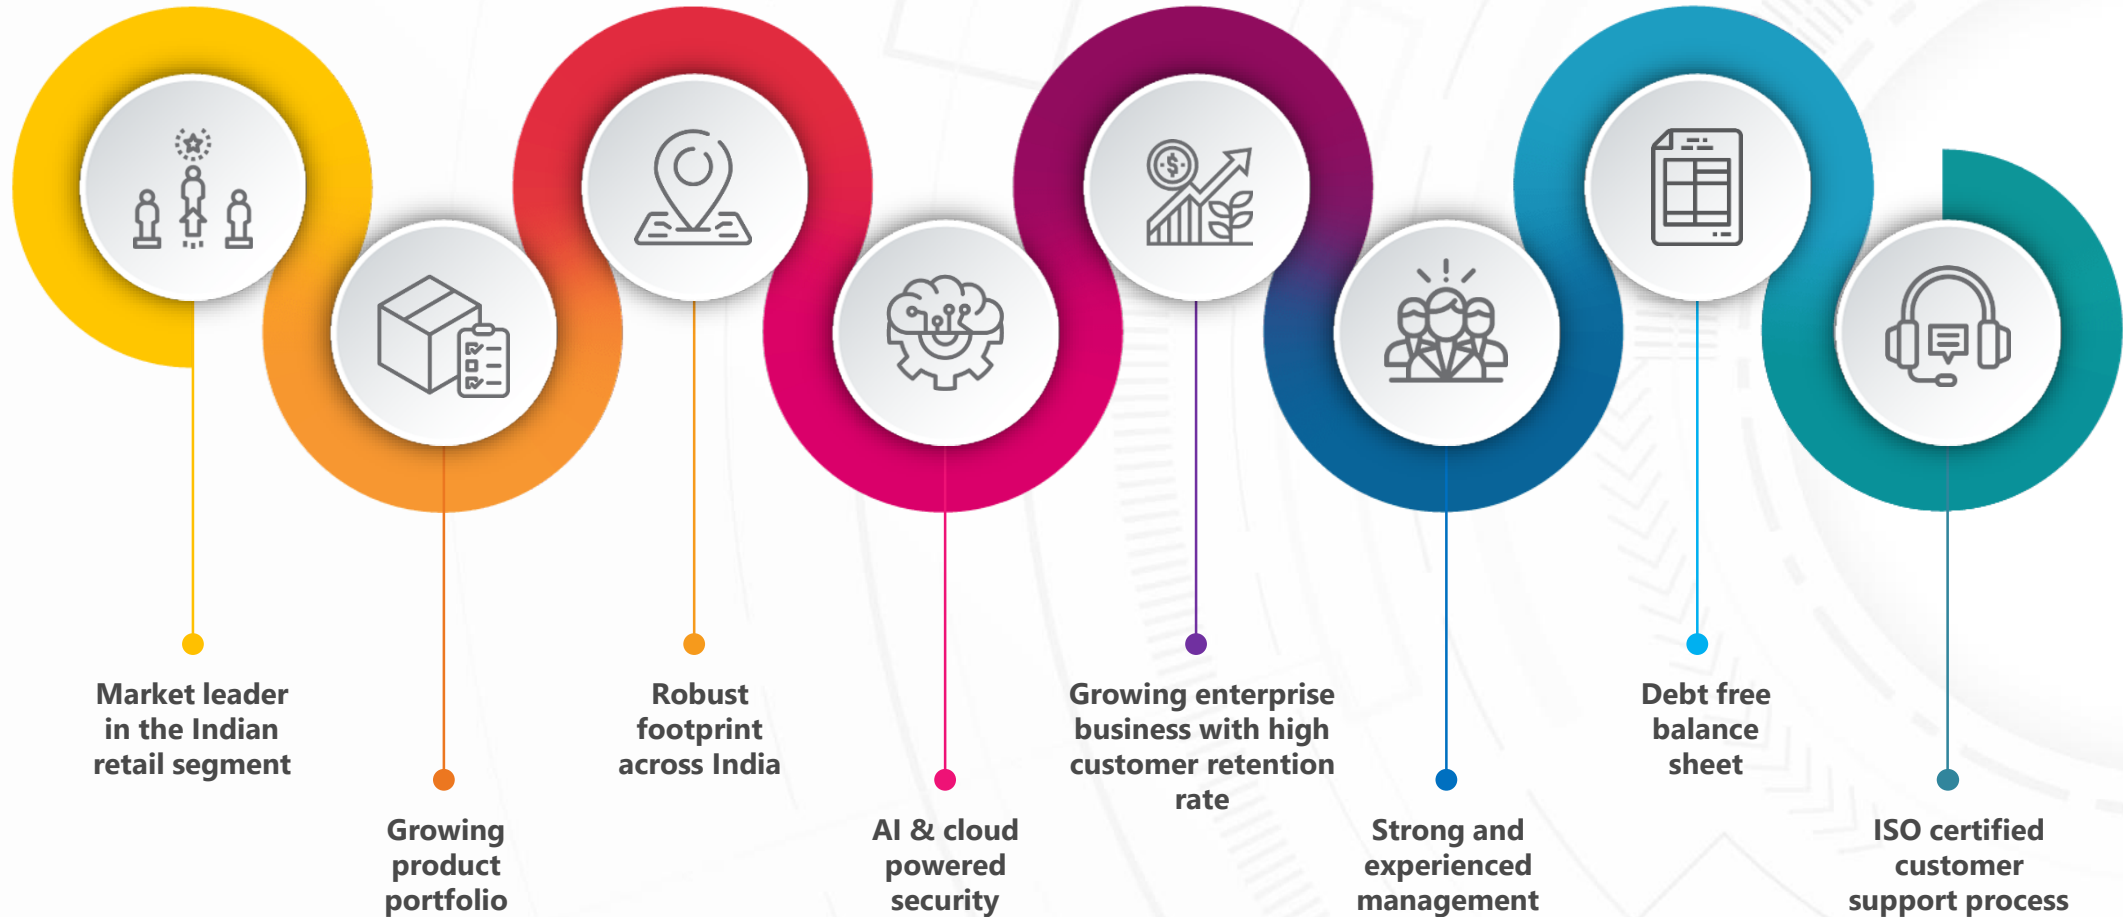 Market leader
in the Indian
retail segment
Growing
product
portfolio
Robust
footprint
across India
AI & cloud
powered
security
Growing enterprise
business with high
customer retention
rate
Strong and
experienced
management
Debt free
balance
sheet
ISO certified
customer
support process